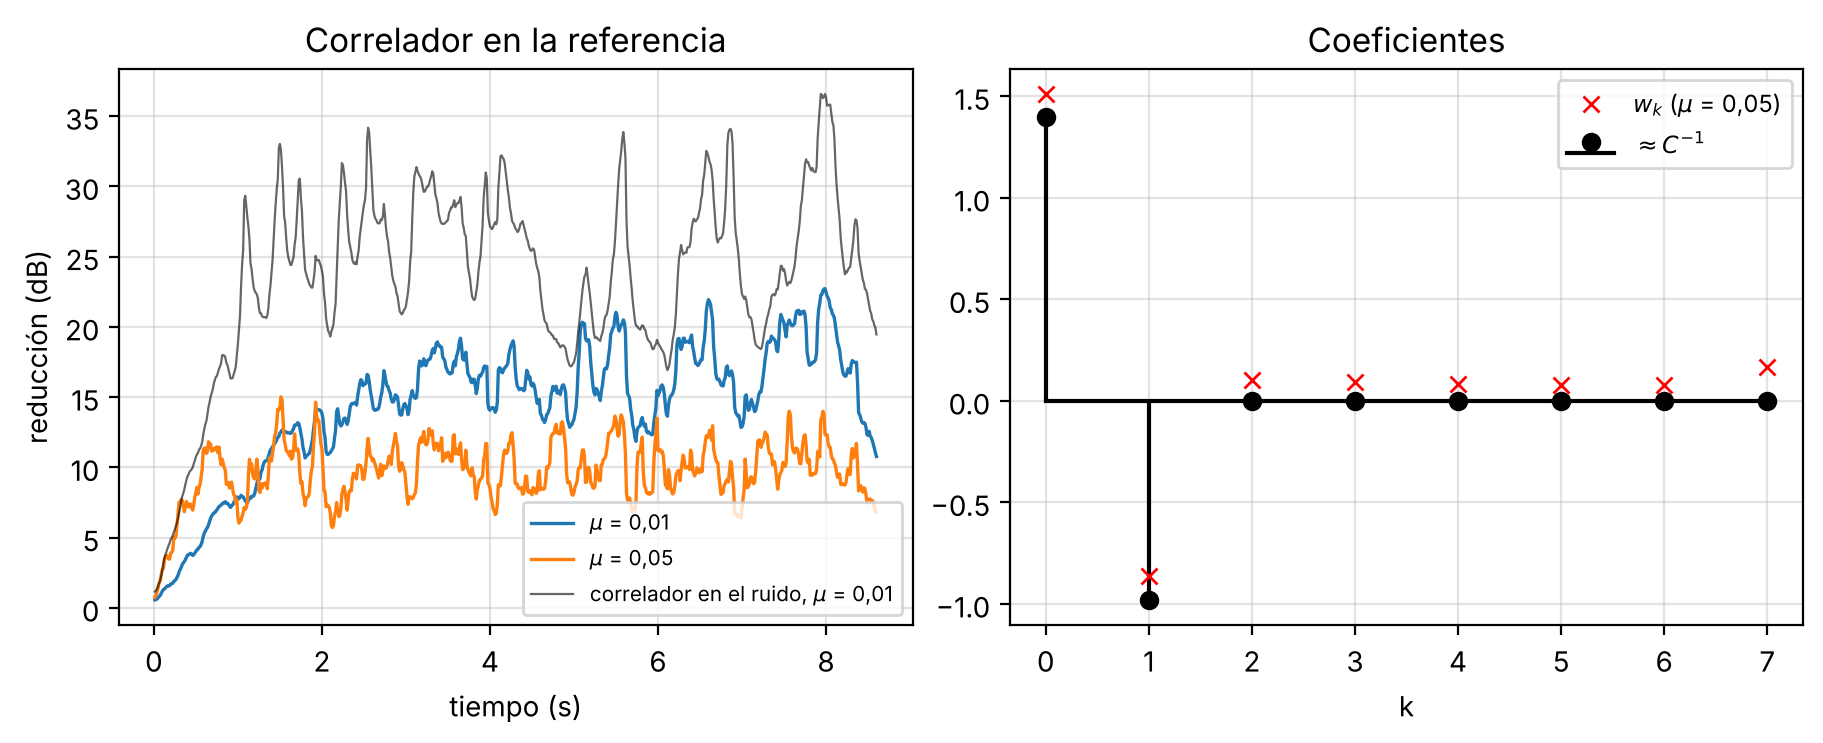 Correlador en la referencia
reducción (dB)
35
30
25
20
15
10
5
0
μ = 0,01
μ = 0,05
correlador en el ruido, μ = 0,01
0 2 4 6 8
tiempo (s)
Coeficientes
1.5
1.0
0.5
0.0
−0.5
−1.0
w_k (μ = 0,05)
≈ C⁻¹
0 1 2 3 4 5 6 7
k